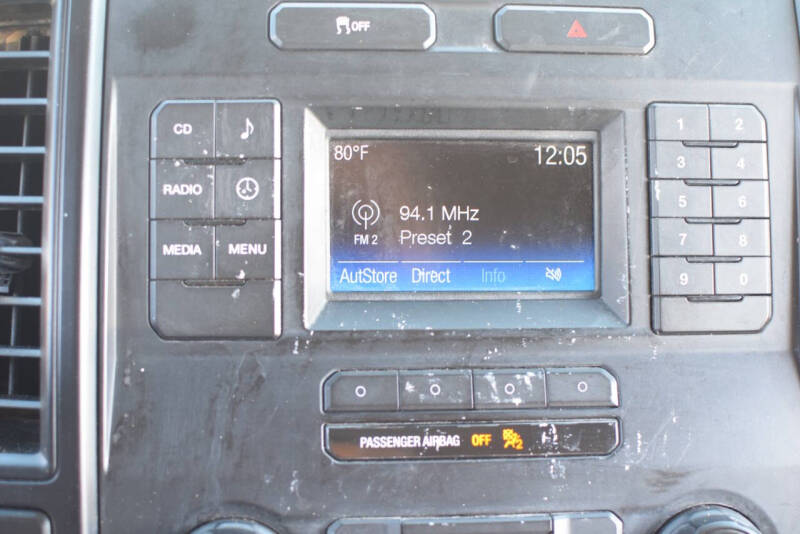 OFF
CD
RADIO
MEDIA MENU
80°F 12:05
94.1 MHz
FM 2 Preset 2
AutStore Direct Info
1 2
3 4
5 6
7 8
9 0
PASSENGER AIRBAG OFF 2